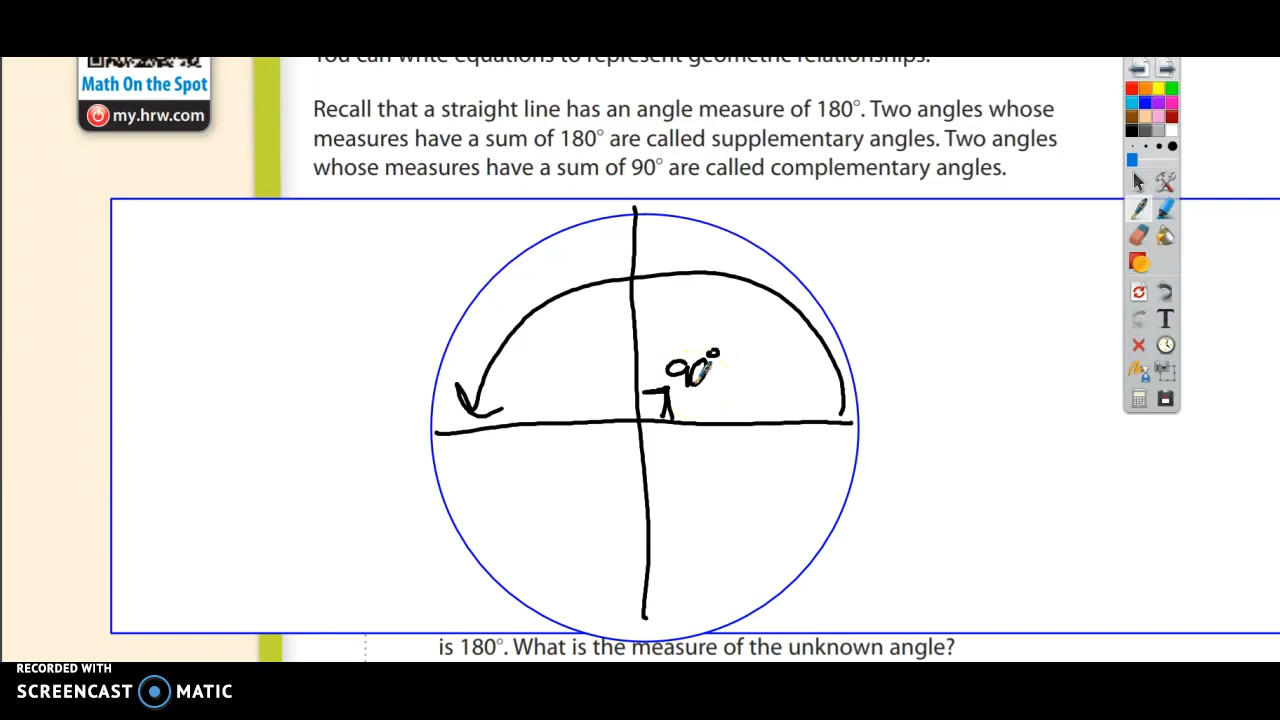 You can write equations to represent geometric relationships.
Math On the Spot
my.hrw.com
Recall that a straight line has an angle measure of 180°. Two angles whose
measures have a sum of 180° are called supplementary angles. Two angles
whose measures have a sum of 90° are called complementary angles.
90°
T
is 180°. What is the measure of the unknown angle?
RECORDED WITH
SCREENCAST MATIC